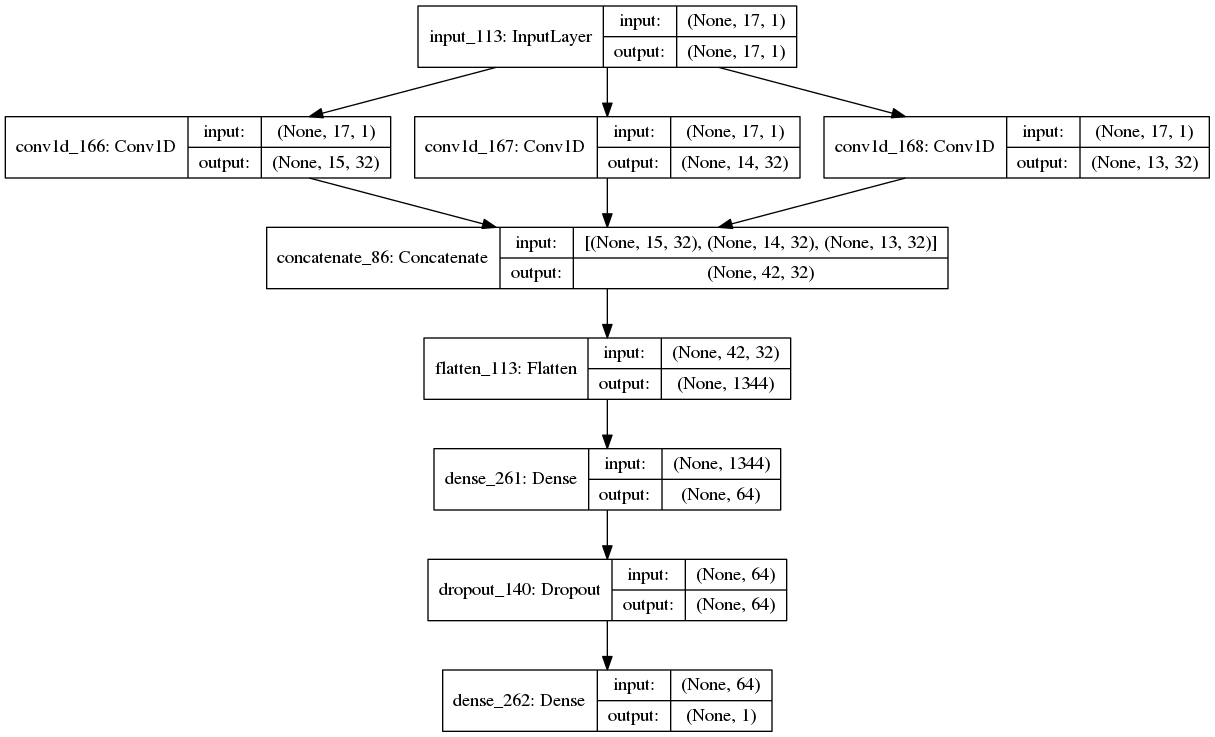 input_113: InputLayer
input: (None, 17, 1)
output: (None, 17, 1)
conv1d_166: Conv1D
input: (None, 17, 1)
output: (None, 15, 32)
conv1d_167: Conv1D
input: (None, 17, 1)
output: (None, 14, 32)
conv1d_168: Conv1D
input: (None, 17, 1)
output: (None, 13, 32)
concatenate_86: Concatenate
input: [(None, 15, 32), (None, 14, 32), (None, 13, 32)]
output: (None, 42, 32)
flatten_113: Flatten
input: (None, 42, 32)
output: (None, 1344)
dense_261: Dense
input: (None, 1344)
output: (None, 64)
dropout_140: Dropout
input: (None, 64)
output: (None, 64)
dense_262: Dense
input: (None, 64)
output: (None, 1)